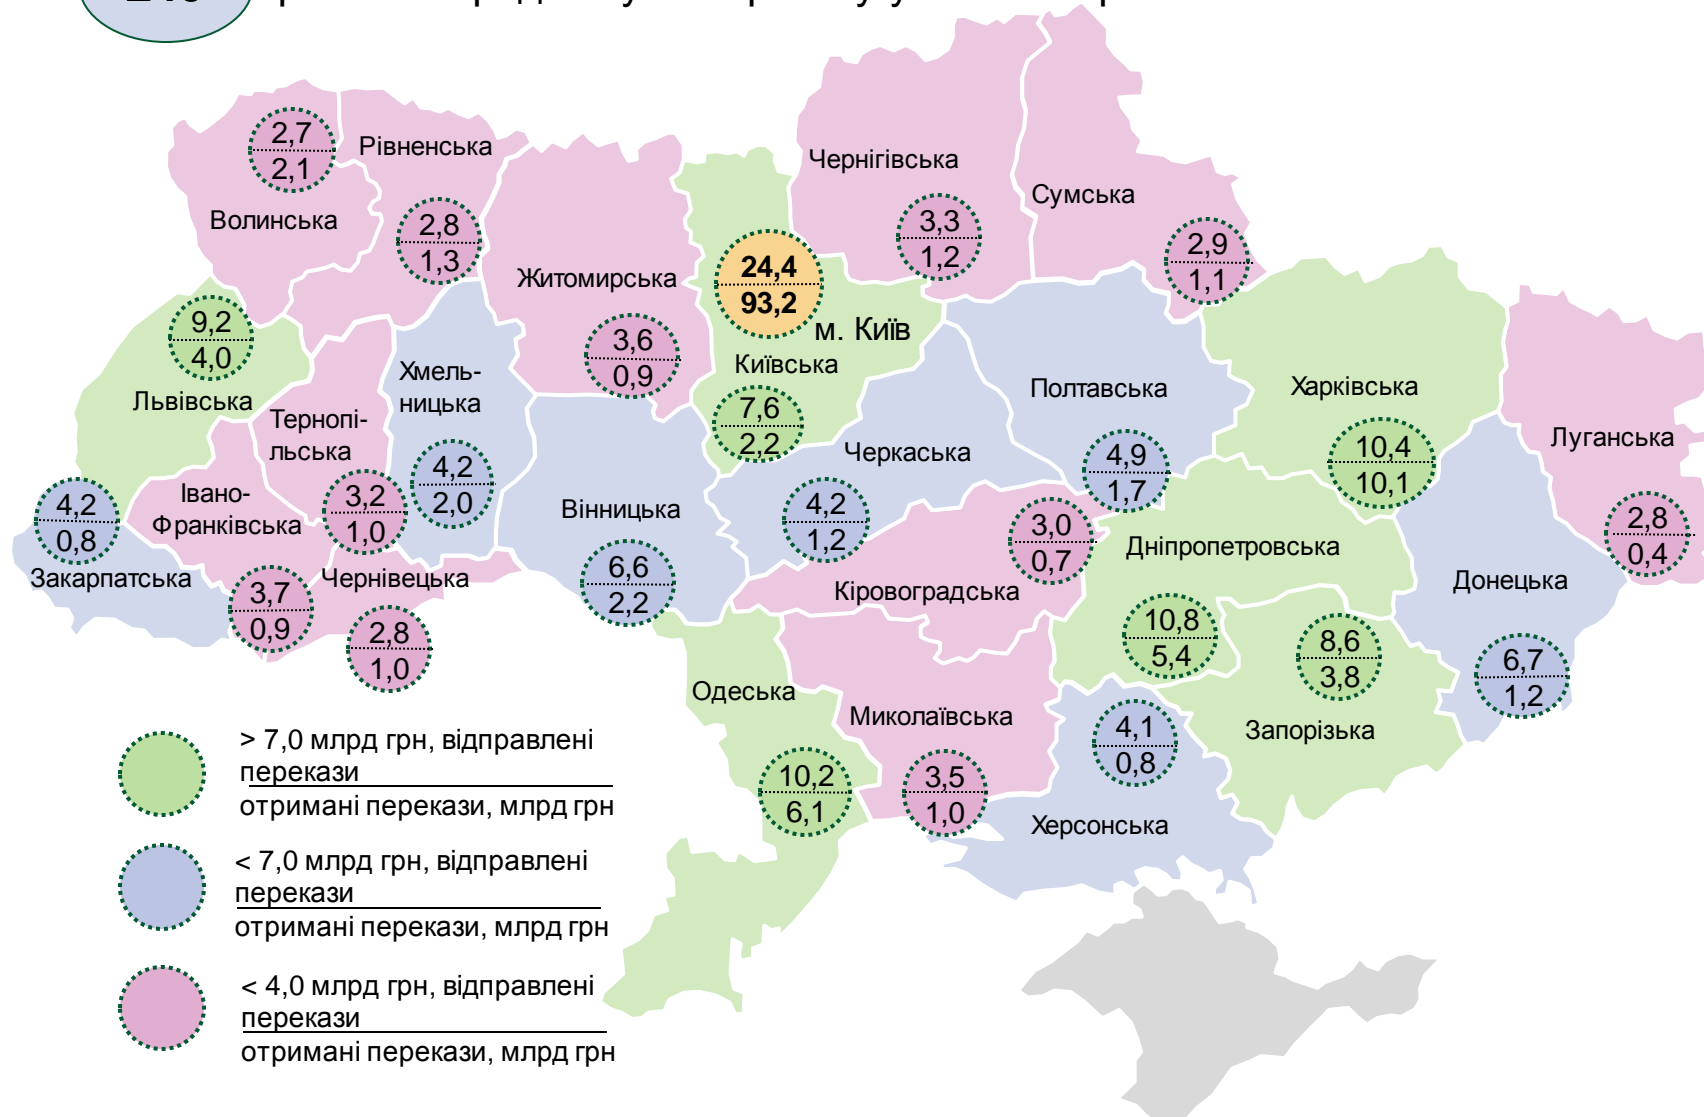 2,7
2,1
Волинська
Рівненська
2,8
1,3
Житомирська
3,6
0,9
24,4
93,2
м. Київ
Київська
7,6
2,2
Чернігівська
3,3
1,2
Сумська
2,9
1,1
9,2
4,0
Львівська
Тернопі-
льська
3,2
1,0
Хмель-
ницька
4,2
2,0
Івано-
Франківська
3,7
0,9
4,2
0,8
Закарпатська
Чернівецька
2,8
1,0
Вінницька
6,6
2,2
Черкаська
4,2
1,2
Полтавська
4,9
1,7
Харківська
10,4
10,1
Луганська
2,8
0,4
Кіровоградська
3,0
0,7
Дніпропетровська
10,8
5,4
Донецька
6,7
1,2
8,6
3,8
Запорізька
Одеська
10,2
6,1
Миколаївська
3,5
1,0
4,1
0,8
Херсонська
> 7,0 млрд грн, відправлені
перекази
отримані перекази, млрд грн
< 7,0 млрд грн, відправлені
перекази
отримані перекази, млрд грн
< 4,0 млрд грн, відправлені
перекази
отримані перекази, млрд грн